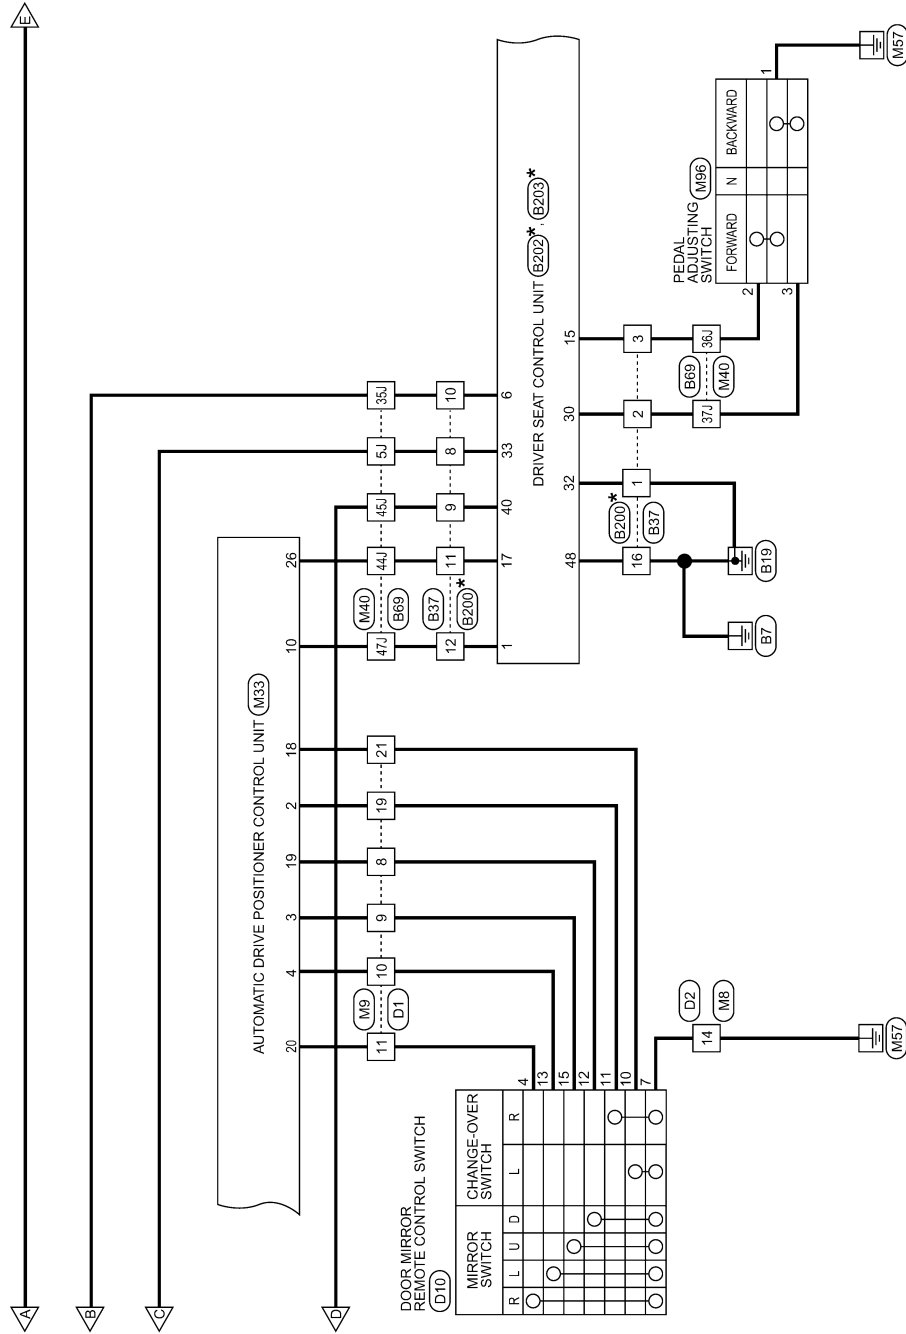 A
B
C
D
E
AUTOMATIC DRIVE POSITIONER CONTROL UNIT M33
20
4
3
19
2
18
10
26
M9
D1
11
10
9
8
19
21
M40
B69
47J
44J
45J
5J
35J
B37
B200*
12
11
9
8
10
1
17
40
33
6
DRIVER SEAT CONTROL UNIT B202*, B203*
48
32
30
15
B200*
B37
16
1
2
3
B69
M40
37J
36J
B7
B19
PEDAL
ADJUSTING
SWITCH
M96
FORWARD
N
BACKWARD
2
3
1
M57
DOOR MIRROR
REMOTE CONTROL SWITCH
D10
MIRROR
SWITCH
CHANGE-OVER
SWITCH
R
L
U
D
L
R
4
13
15
12
11
10
7
D2
M8
14
M57